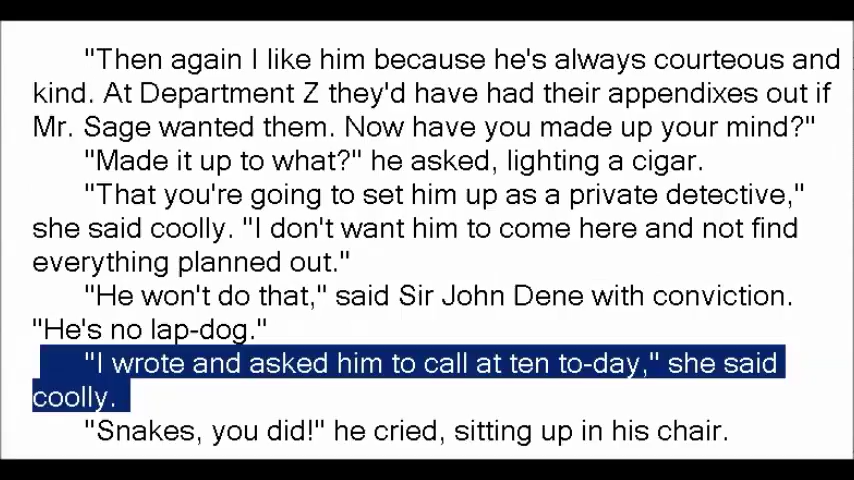 "Then again I like him because he's always courteous and
kind. At Department Z they'd have had their appendixes out if
Mr. Sage wanted them. Now have you made up your mind?"
"Made it up to what?" he asked, lighting a cigar.
"That you're going to set him up as a private detective,"
she said coolly. "I don't want him to come here and not find
everything planned out."
"He won't do that," said Sir John Dene with conviction.
"He's no lap-dog."
"I wrote and asked him to call at ten to-day," she said
coolly.
"Snakes, you did!" he cried, sitting up in his chair.